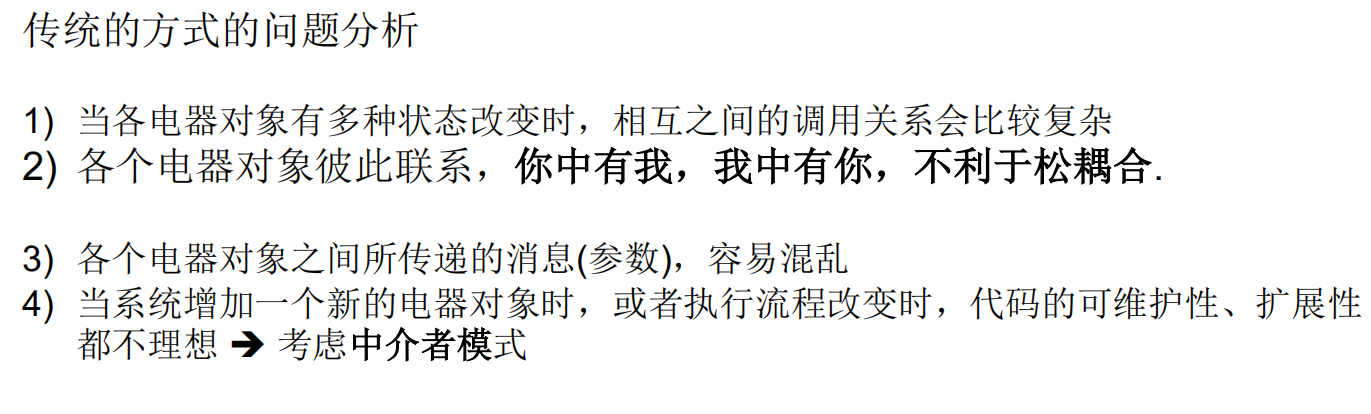 传统的方式的问题分析
1) 当各电器对象有多种状态改变时，相互之间的调用关系会比较复杂
2) 各个电器对象彼此联系，你中有我，我中有你，不利于松耦合.
3) 各个电器对象之间所传递的消息(参数)，容易混乱
4) 当系统增加一个新的电器对象时，或者执行流程改变时，代码的可维护性、扩展性
都不理想 ➔ 考虑中介者模式